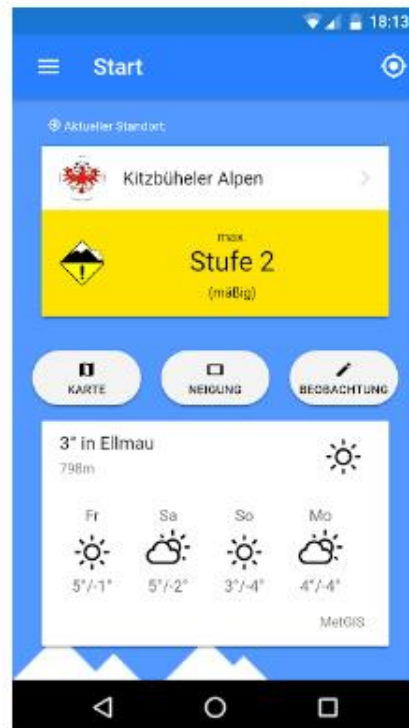 18:13
Start
Aktueller Standort:
Kitzbüheler Alpen
max.
Stufe 2
(mäßig)
KARTE
NEIGUNG
BEOBACHTUNG
3° in Ellmau
798m
Fr Sa So Mo
5°/-1° 5°/-2° 3°/-4° 4°/-4°
MetGIS